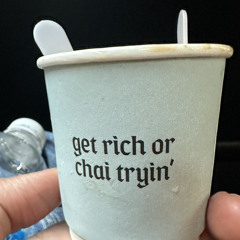 get rich or
chai tryin'